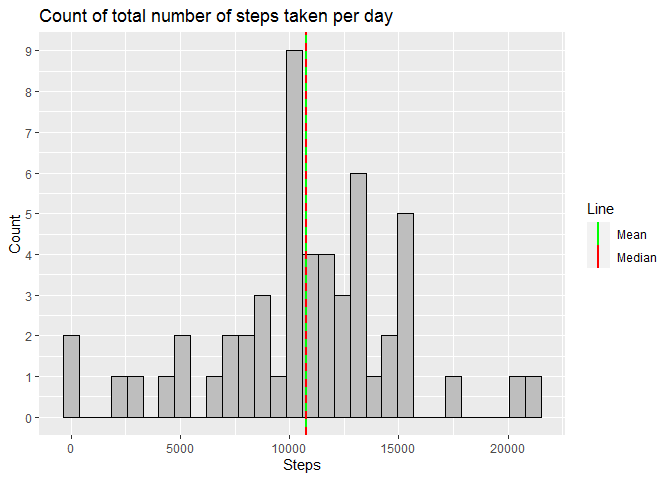 Count of total number of steps taken per day
9
8
7
6
5
4
3
2
1
0
Count
0 5000 10000 15000 20000
Steps
Line
Mean
Median